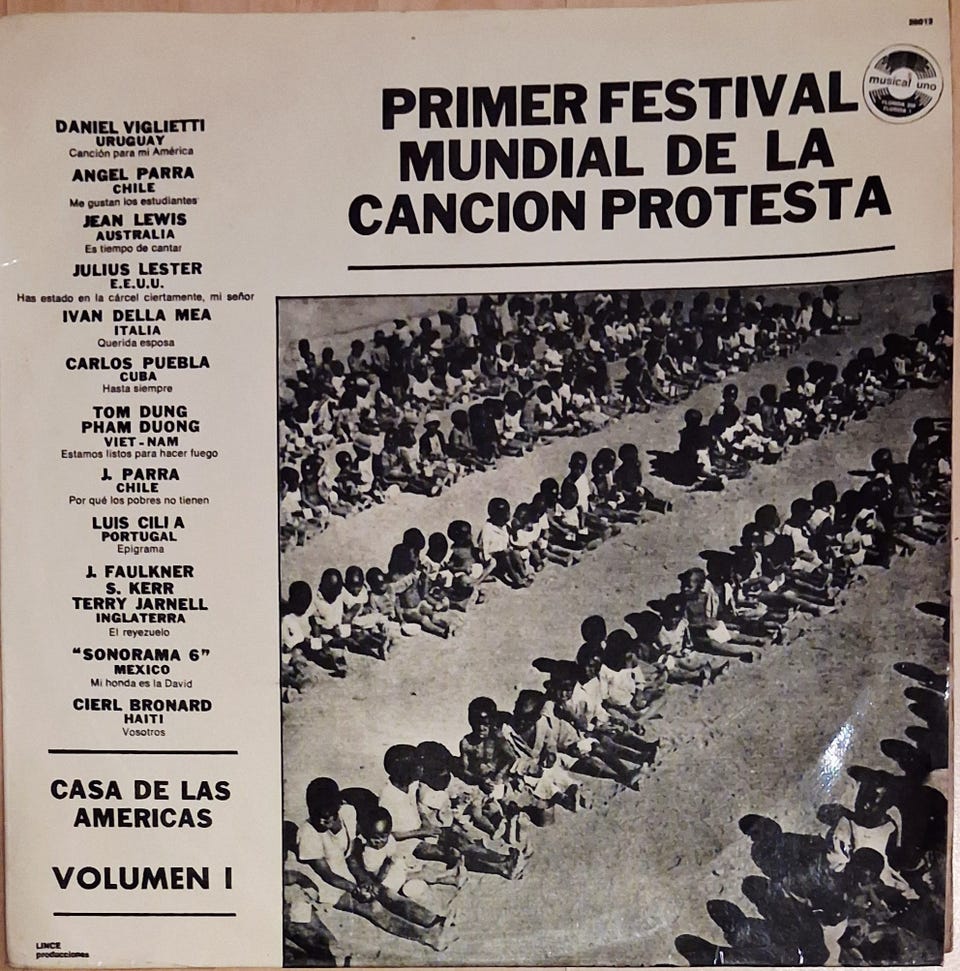 26013
musical uno
FLORIDA
FLORIDA
PRIMER FESTIVAL
MUNDIAL DE LA
CANCION PROTESTA
DANIEL VIGLIETTI
URUGUAY
Canción para mi América
ANGEL PARRA
CHILE
Me gustan los estudiantes
JEAN LEWIS
AUSTRALIA
Es tiempo de cantar
JULIUS LESTER
E.E.U.U.
Has estado en la cárcel ciertamente, mi señor
IVAN DELLA MEA
ITALIA
Querida esposa
CARLOS PUEBLA
CUBA
Hasta siempre
TOM DUNG
PHAM DUONG
VIET-NAM
Estamos listos para hacer fuego
J. PARRA
CHILE
Por qué los pobres no tienen
LUIS CILI A
PORTUGAL
Epigrama
J. FAULKNER
S. KERR
TERRY JARNELL
INGLATERRA
El reyezuelo
"SONORAMA 6"
MEXICO
Mi honda es la David
CIERL BRONARD
HAITI
Vosotros
CASA DE LAS
AMERICAS
VOLUMEN I
LINCE
producciones